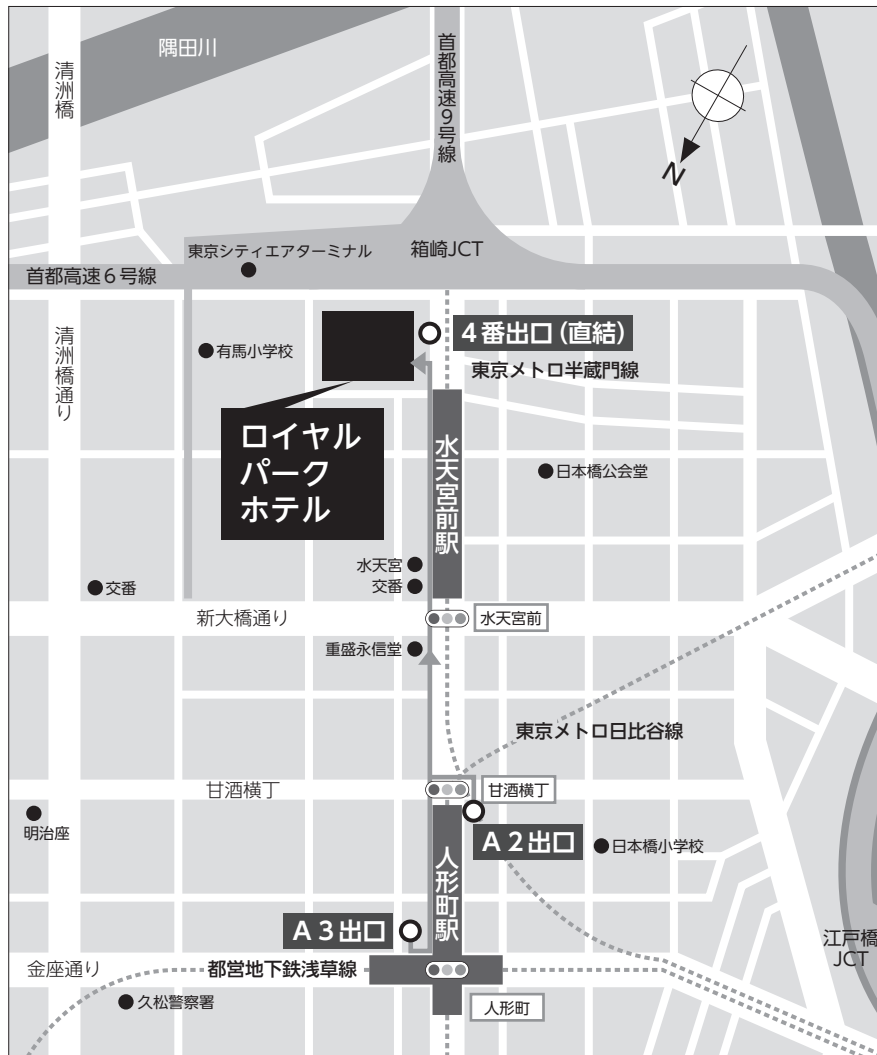 隅田川
清洲橋
首都高速9号線
N
東京シティエアターミナル
箱崎JCT
首都高速6号線
清洲橋通り
有馬小学校
4番出口(直結)
東京メトロ半蔵門線
ロイヤル
パーク
ホテル
水天宮前駅
日本橋公会堂
水天宮
交番
交番
新大橋通り
水天宮前
重盛永信堂
東京メトロ日比谷線
甘酒横丁
甘酒横丁
明治座
A2出口
日本橋小学校
人形町駅
A3出口
江戸橋
JCT
金座通り
都営地下鉄浅草線
久松警察署
人形町